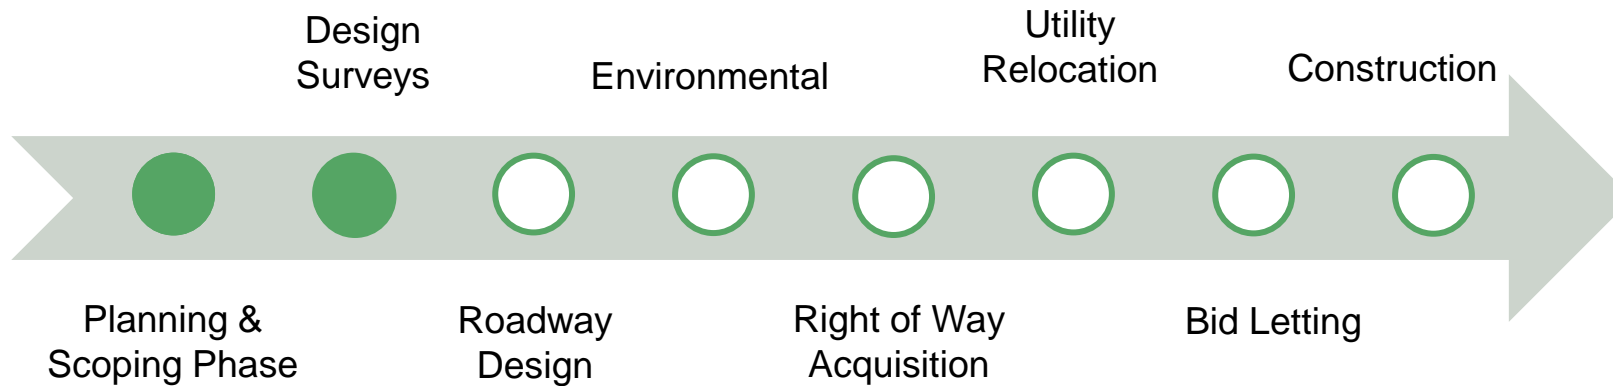 Design
Surveys
Environmental
Utility
Relocation
Construction
Planning &
Scoping Phase
Roadway
Design
Right of Way
Acquisition
Bid Letting